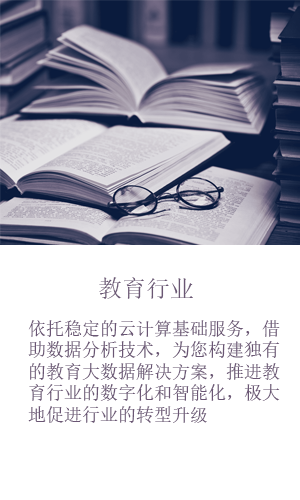 教育行业
依托稳定的云计算基础服务，借
助数据分析技术，为您构建独有
的教育大数据解决方案，推进教
育行业的数字化和智能化，极大
地促进行业的转型升级